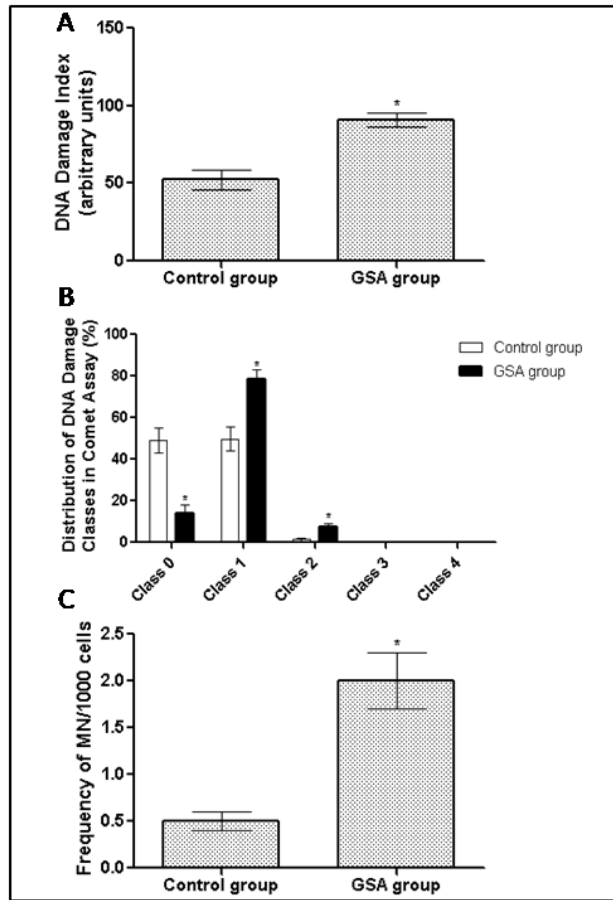 A
DNA Damage Index
(arbitrary units)
150
100
50
0
*
Control group
GSA group
B
Distribution of DNA Damage
Classes in Comet Assay (%)
100
80
60
40
20
0
Control group
GSA group
*
*
*
Class 0
Class 1
Class 2
Class 3
Class 4
C
Frequency of MN/1000 cells
2.5
2.0
1.5
1.0
0.5
0.0
*
Control group
GSA group